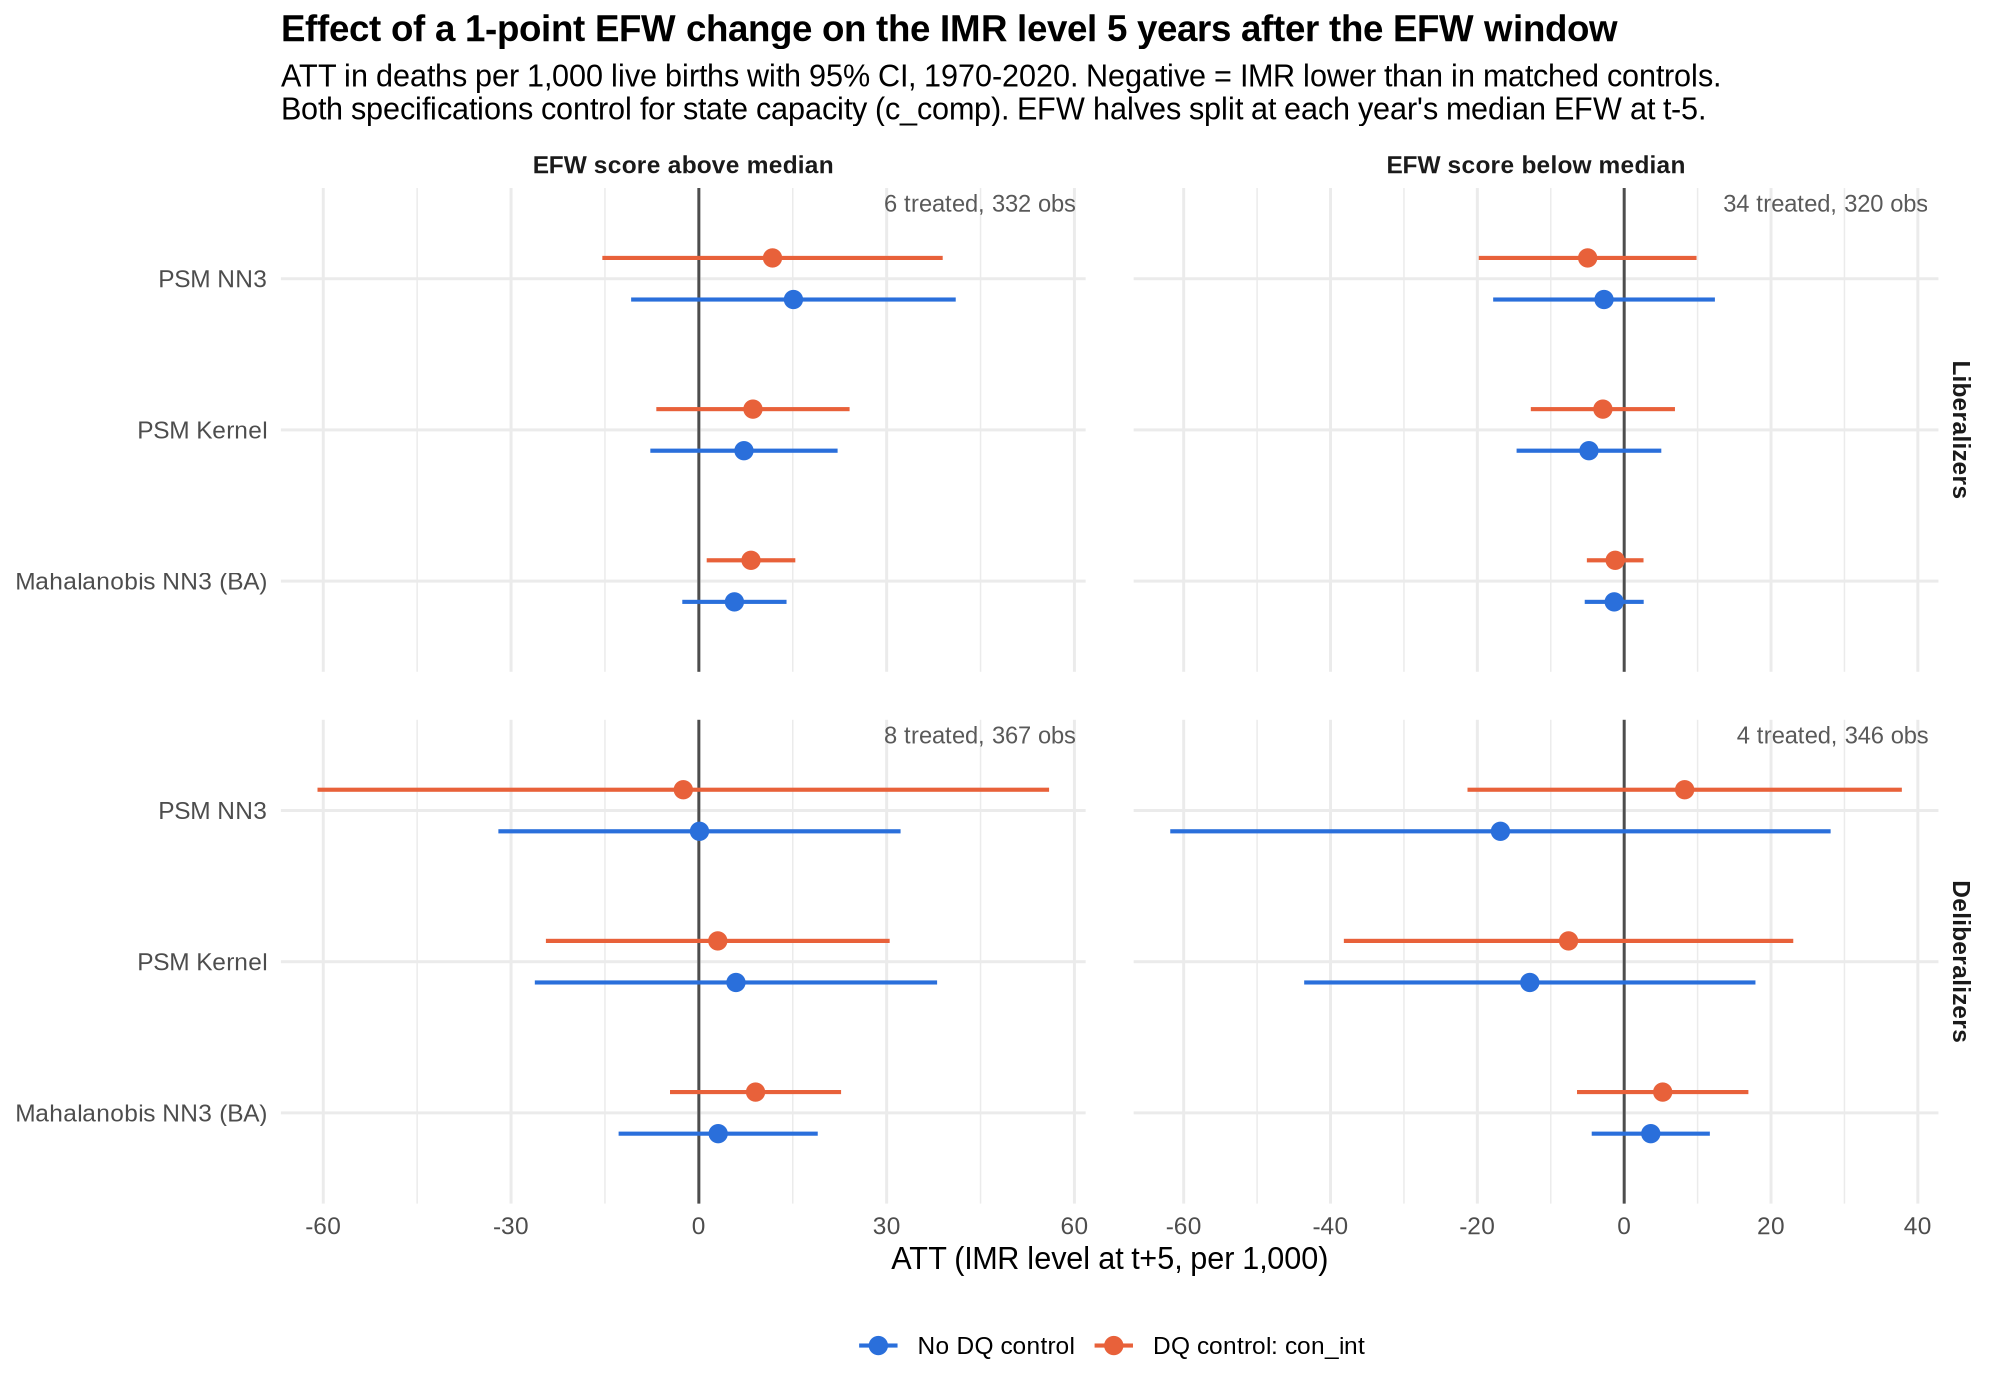 Effect of a 1-point EFW change on the IMR level 5 years after the EFW window
ATT in deaths per 1,000 live births with 95% CI, 1970-2020. Negative = IMR lower than in matched controls.
Both specifications control for state capacity (c_comp). EFW halves split at each year's median EFW at t-5.
EFW score above median
EFW score below median
6 treated, 332 obs
34 treated, 320 obs
PSM NN3
PSM Kernel
Mahalanobis NN3 (BA)
Liberalizers
8 treated, 367 obs
4 treated, 346 obs
PSM NN3
PSM Kernel
Mahalanobis NN3 (BA)
Deliberalizers
-60 -30 0 30 60
-60 -40 -20 0 20 40
ATT (IMR level at t+5, per 1,000)
No DQ control
DQ control: con_int